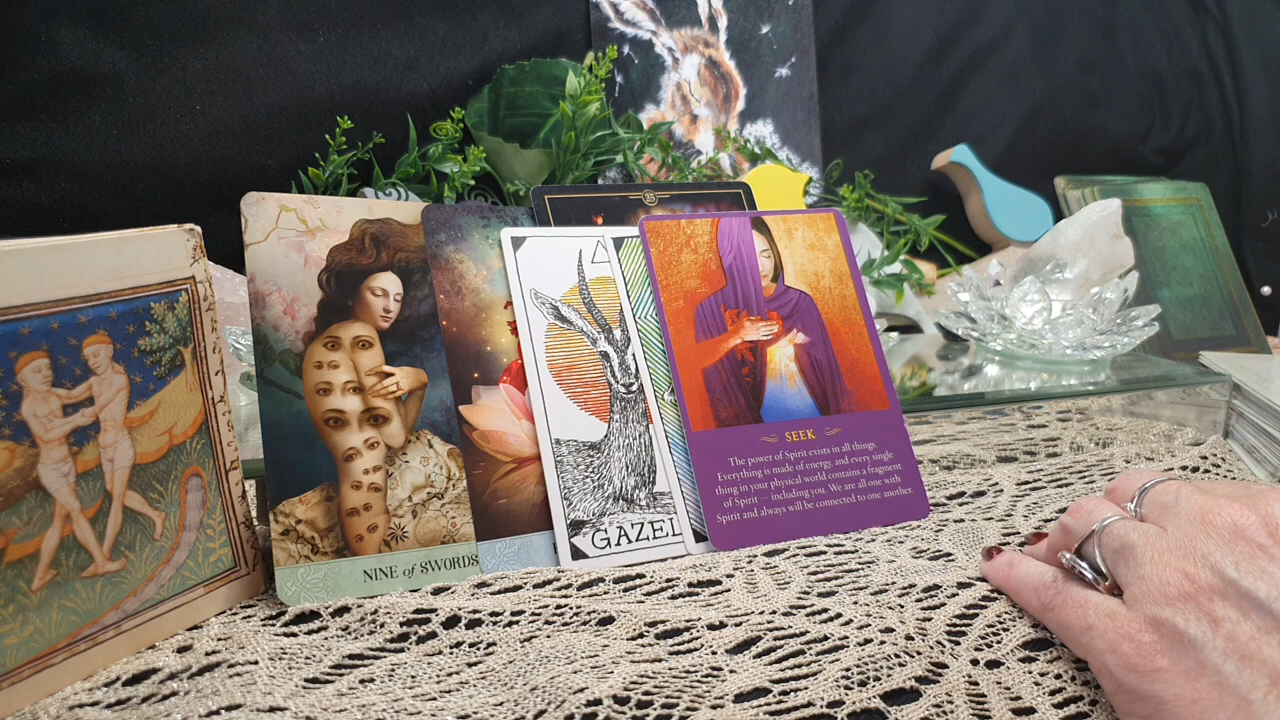 25
NINE of SWORDS
GAZEL
SEEK
The power of Spirit exists in all things.
Everything is made of energy, and every single
thing in your physical world contains a fragment
of Spirit — including you. We are all one with
Spirit and always will be connected to one another.